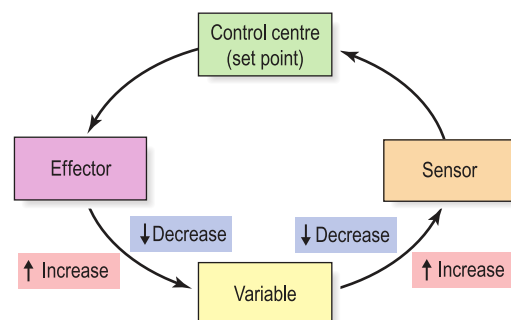 Control centre
(set point)
Effector
Sensor
↓ Decrease
↓ Decrease
↑ Increase
↑ Increase
Variable